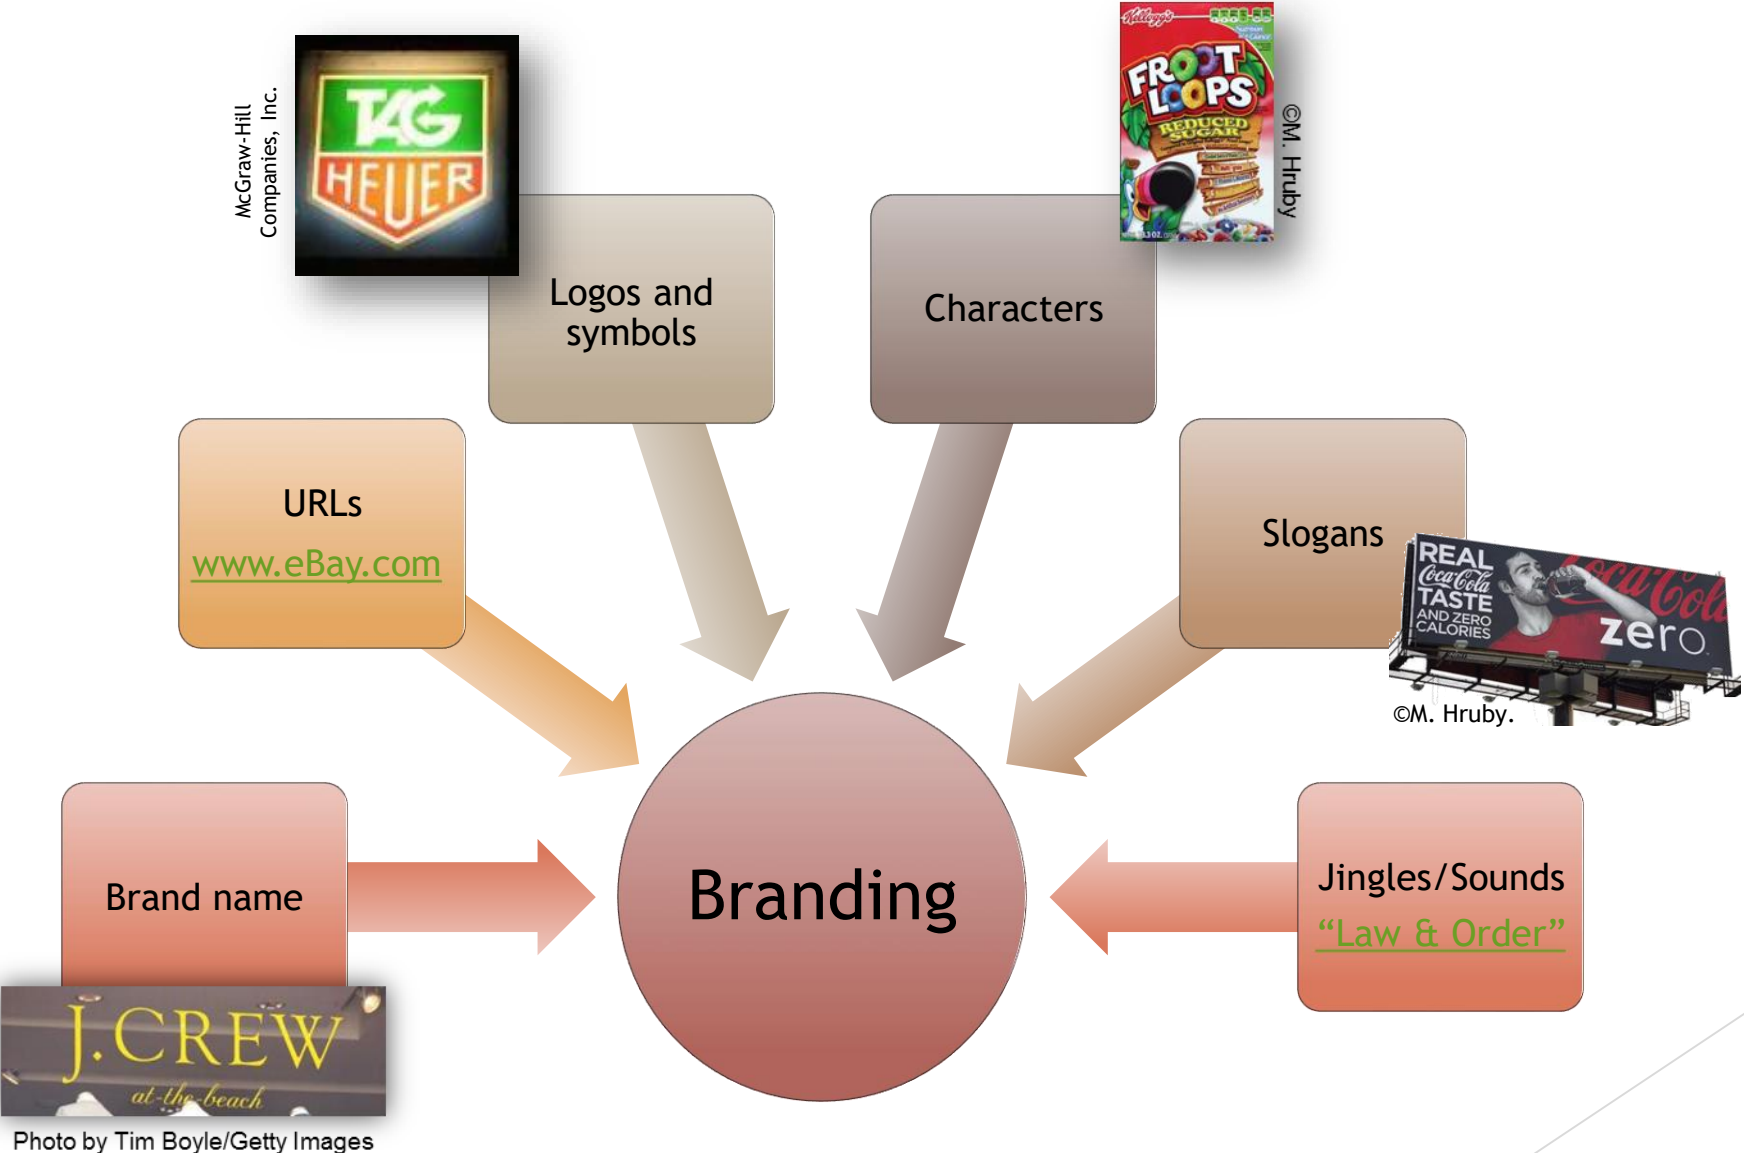 McGraw-Hill
Companies, Inc.
TAG
HEUER
Logos and
symbols
Characters
Kellogg's
FROOT
LOOPS
REDUCED
SUGAR
©M. Hruby
URLs
www.eBay.com
Slogans
REAL
Coca-Cola
TASTE
AND ZERO
CALORIES
Coca-Cola
zero
©M. Hruby.
Brand name
Branding
Jingles/Sounds
“Law & Order”
J.CREW
at-the-beach
Photo by Tim Boyle/Getty Images